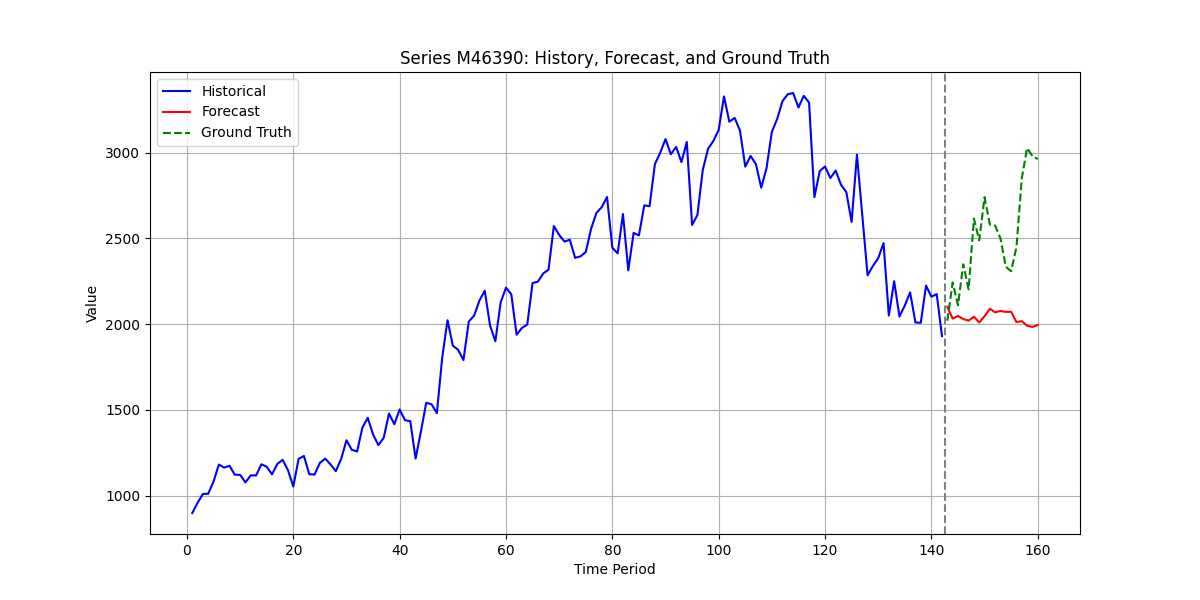 Series M46390: History, Forecast, and Ground Truth
Historical
Forecast
Ground Truth
Value
3000
2500
2000
1500
1000
0 20 40 60 80 100 120 140 160
Time Period